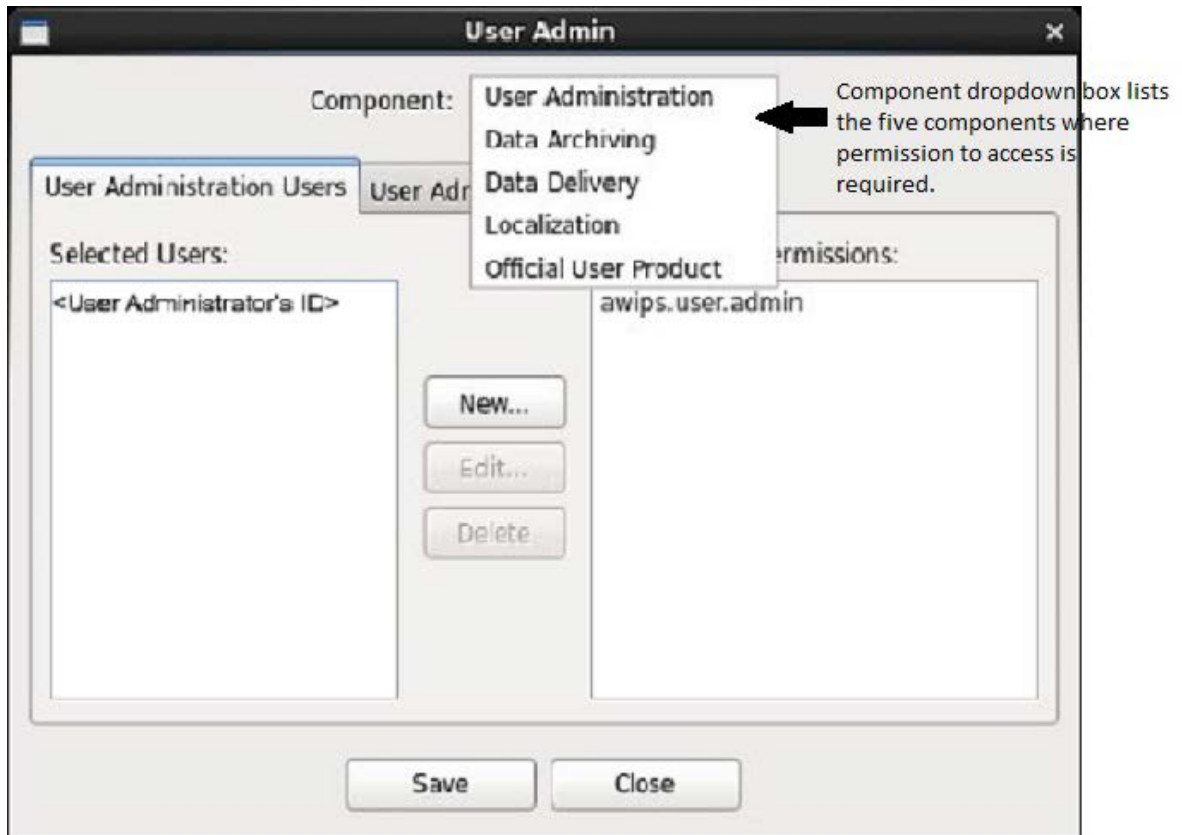 User Admin
Component:
User Administration
Data Archiving
Data Delivery
Localization
Official User Product
Component dropdown box lists
the five components where
permission to access is
required.
User Administration Users
User Adr
Selected Users:
ermissions:
<User Administrator's ID>
awips.user.admin
New...
Edit...
Delete
Save
Close